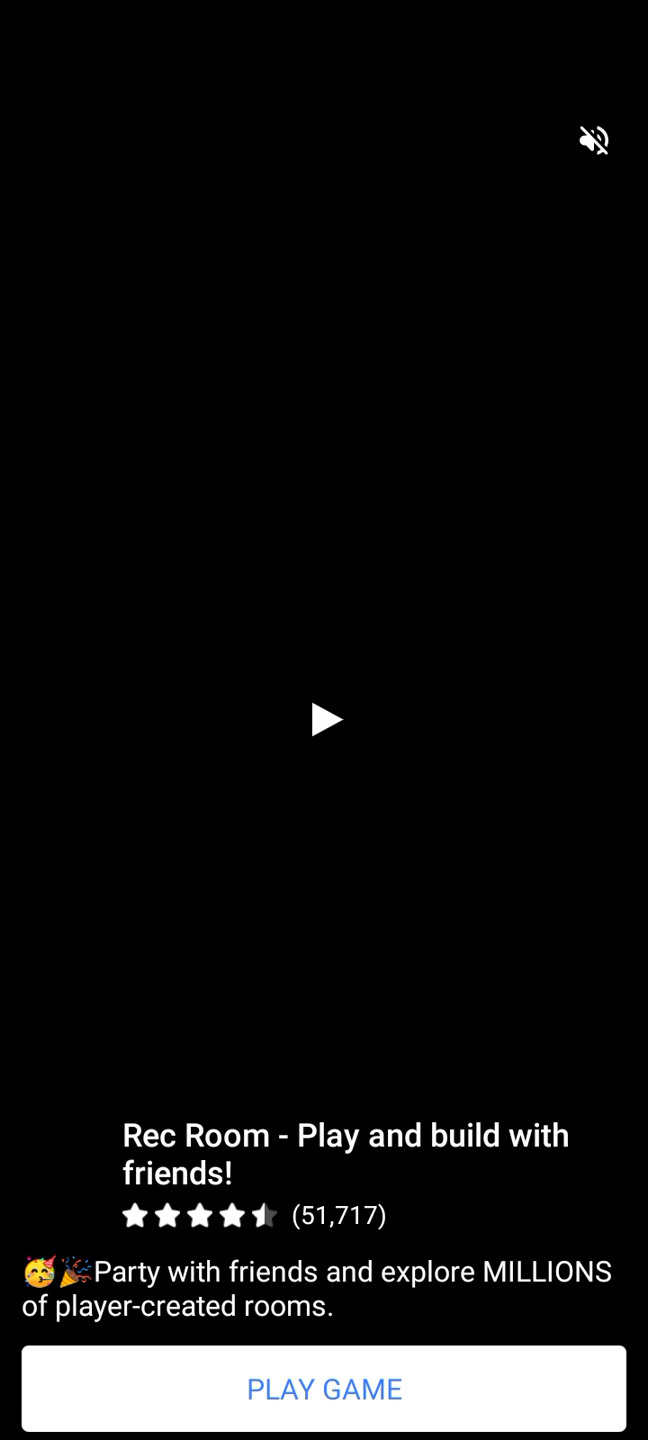 Rec Room - Play and build with
friends!
(51,717)
🥳🎉Party with friends and explore MILLIONS
of player-created rooms.
PLAY GAME